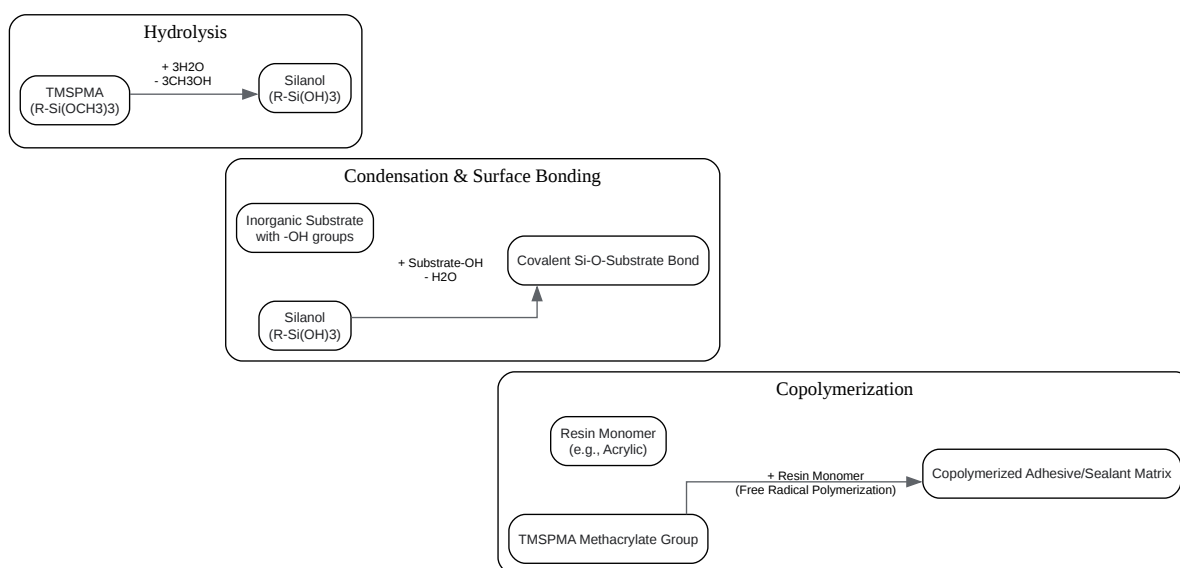 Hydrolysis
+ 3H2O
- 3CH3OH
TMSPMA
(R-Si(OCH3)3)
Silanol
(R-Si(OH)3)
Condensation & Surface Bonding
Inorganic Substrate
with -OH groups
+ Substrate-OH
- H2O
Covalent Si-O-Substrate Bond
Silanol
(R-Si(OH)3)
Copolymerization
Resin Monomer
(e.g., Acrylic)
+ Resin Monomer
(Free Radical Polymerization)
Copolymerized Adhesive/Sealant Matrix
TMSPMA Methacrylate Group